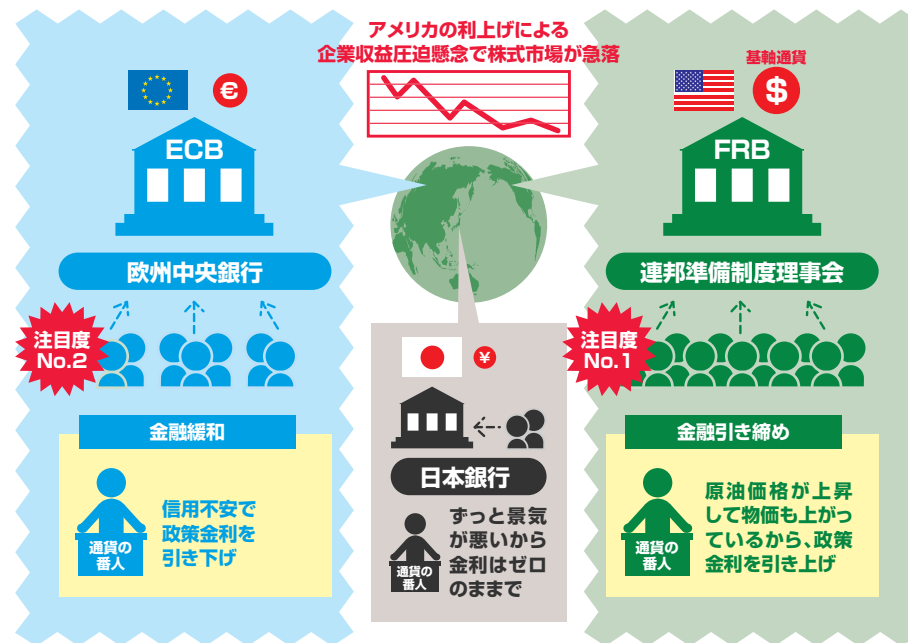 アメリカの利上げによる
企業収益圧迫懸念で株式市場が急落
€
ECB
欧州中央銀行
注目度
No.2
金融緩和
信用不安で
政策金利を
引き下げ
通貨の
番人
¥
日本銀行
ずっと景気
が悪いから
金利はゼロ
のままで
通貨の
番人
基軸通貨
$
FRB
連邦準備制度理事会
注目度
No.1
金融引き締め
原油価格が上昇
して物価も上がっ
ているから、政策
金利を引き上げ
通貨の
番人